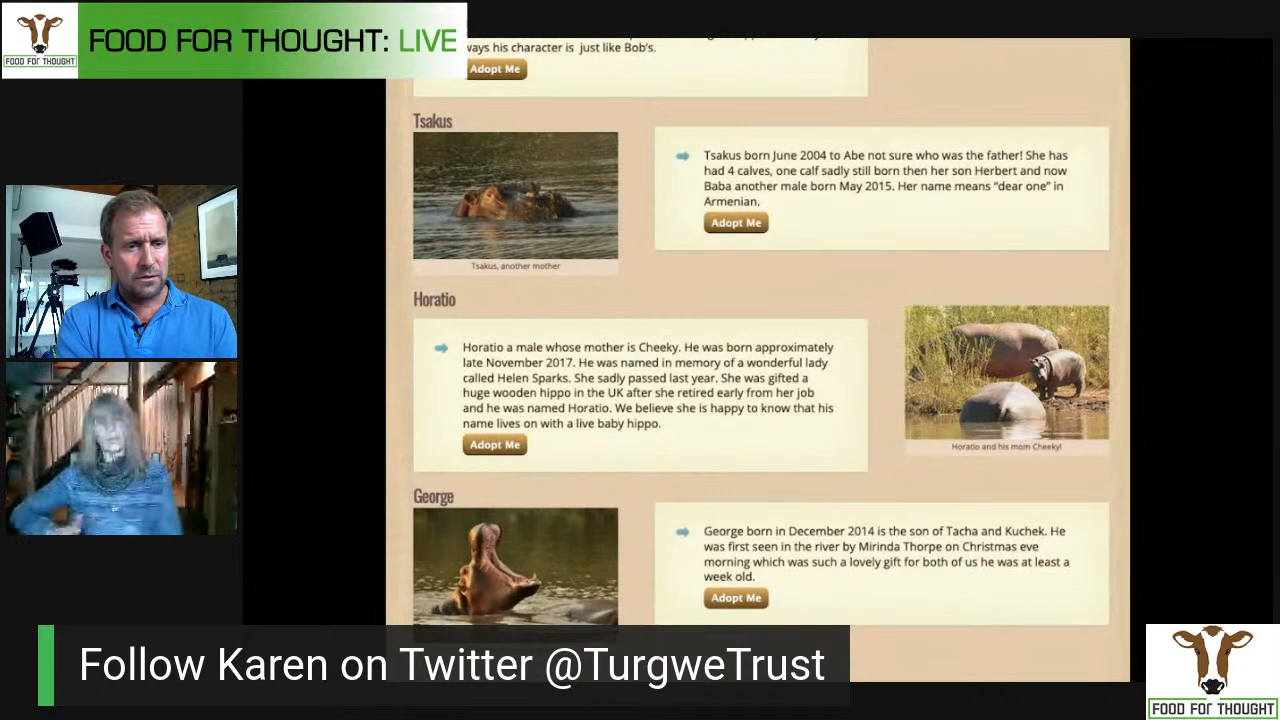 FOOD FOR THOUGHT
FOOD FOR THOUGHT: LIVE
ways his character is just like Bob's.
Adopt Me
Tsakus
Tsakus, another mother
Tsakus born June 2004 to Abe not sure who was the father! She has
had 4 calves, one calf sadly still born then her son Herbert and now
Baba another male born May 2015. Her name means "dear one" in
Armenian.
Adopt Me
Horatio
Horatio a male whose mother is Cheeky. He was born approximately
late November 2017. He was named in memory of a wonderful lady
called Helen Sparks. She sadly passed last year. She was gifted a
huge wooden hippo in the UK after she retired early from her job
and he was named Horatio. We believe she is happy to know that his
name lives on with a live baby hippo.
Adopt Me
Horatio and his mom Cheeky!
George
George born in December 2014 is the son of Tacha and Kuchek. He
was first seen in the river by Mirinda Thorpe on Christmas eve
morning which was such a lovely gift for both of us he was at least a
week old.
Adopt Me
Follow Karen on Twitter @TurgweTrust
FOOD FOR THOUGHT